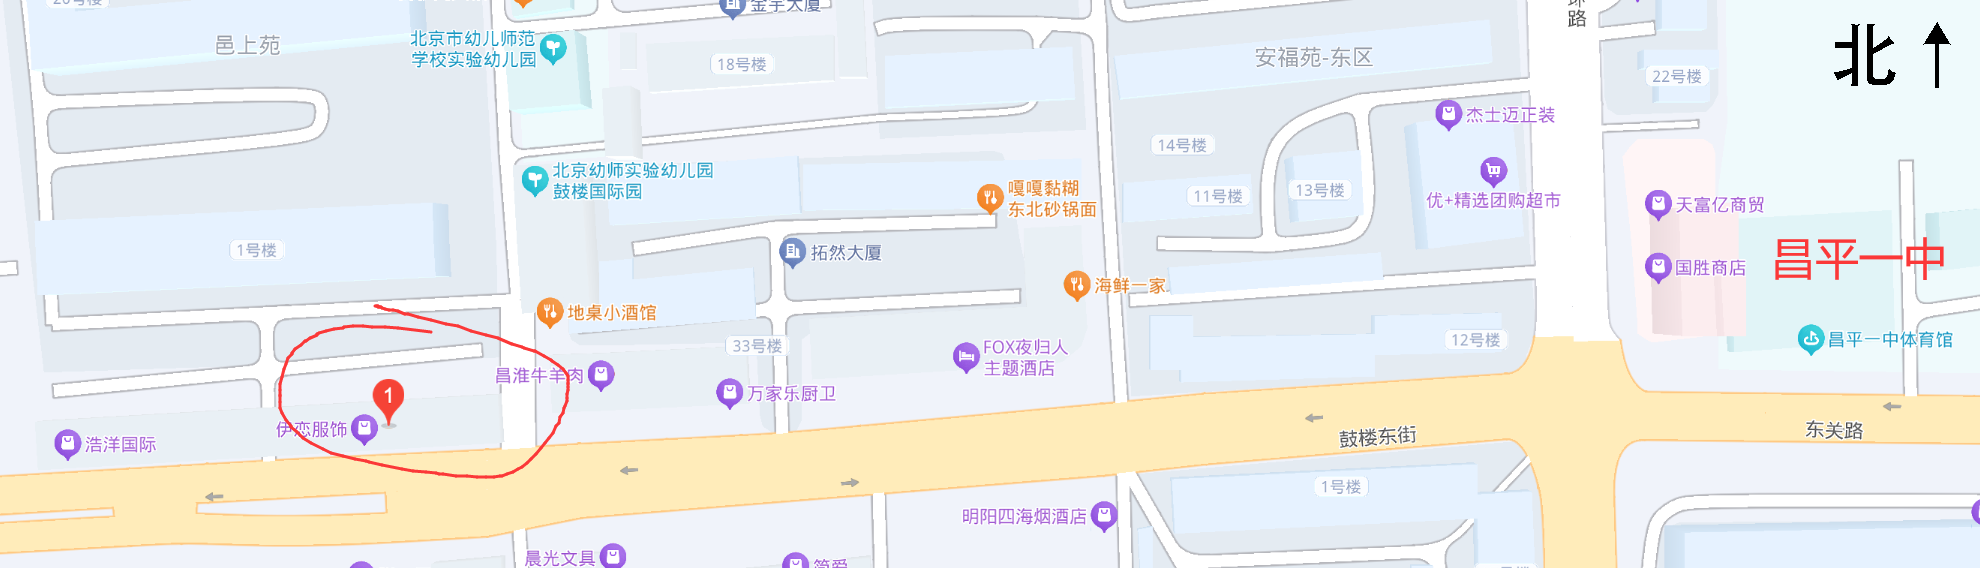 金宇大厦
环路
北
邑上苑
北京市幼儿师范
学校实验幼儿园
18号楼
安福苑-东区
22号楼
杰士迈正装
14号楼
北京幼师实验幼儿园
鼓楼国际园
嘎嘎黏糊
东北砂锅面
11号楼
13号楼
优+精选团购超市
天富亿商贸
1号楼
拓然大厦
国胜商店
昌平一中
海鲜一家
地桌小酒馆
33号楼
FOX夜归人
主题酒店
12号楼
昌平一中体育馆
昌淮牛羊肉
万家乐厨卫
1
伊恋服饰
浩洋国际
鼓楼东街
东关路
1号楼
明阳四海烟酒店
晨光文具
简爱